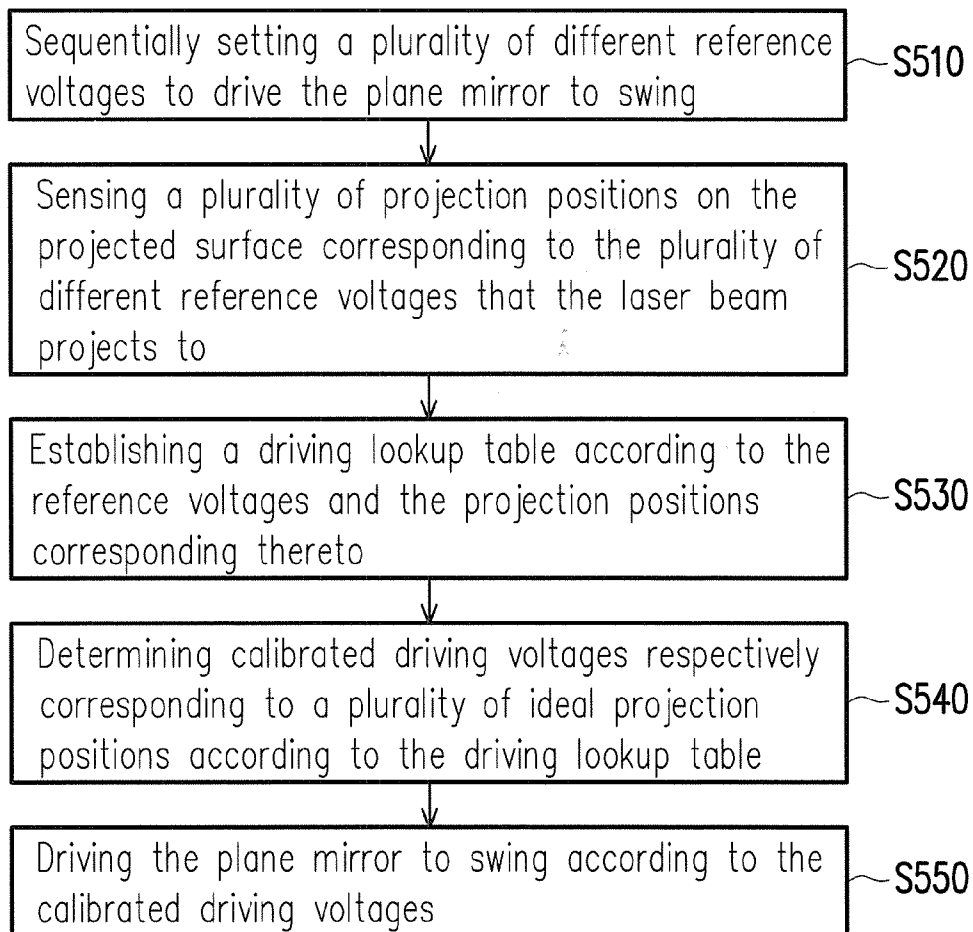 Sequentially setting a plurality of different reference
voltages to drive the plane mirror to swing
S510
Sensing a plurality of projection positions on the
projected surface corresponding to the plurality of
different reference voltages that the laser beam
projects to
S520
Establishing a driving lookup table according to the
reference voltages and the projection positions
corresponding thereto
S530
Determining calibrated driving voltages respectively
corresponding to a plurality of ideal projection
positions according to the driving lookup table
S540
Driving the plane mirror to swing according to the
calibrated driving voltages
S550